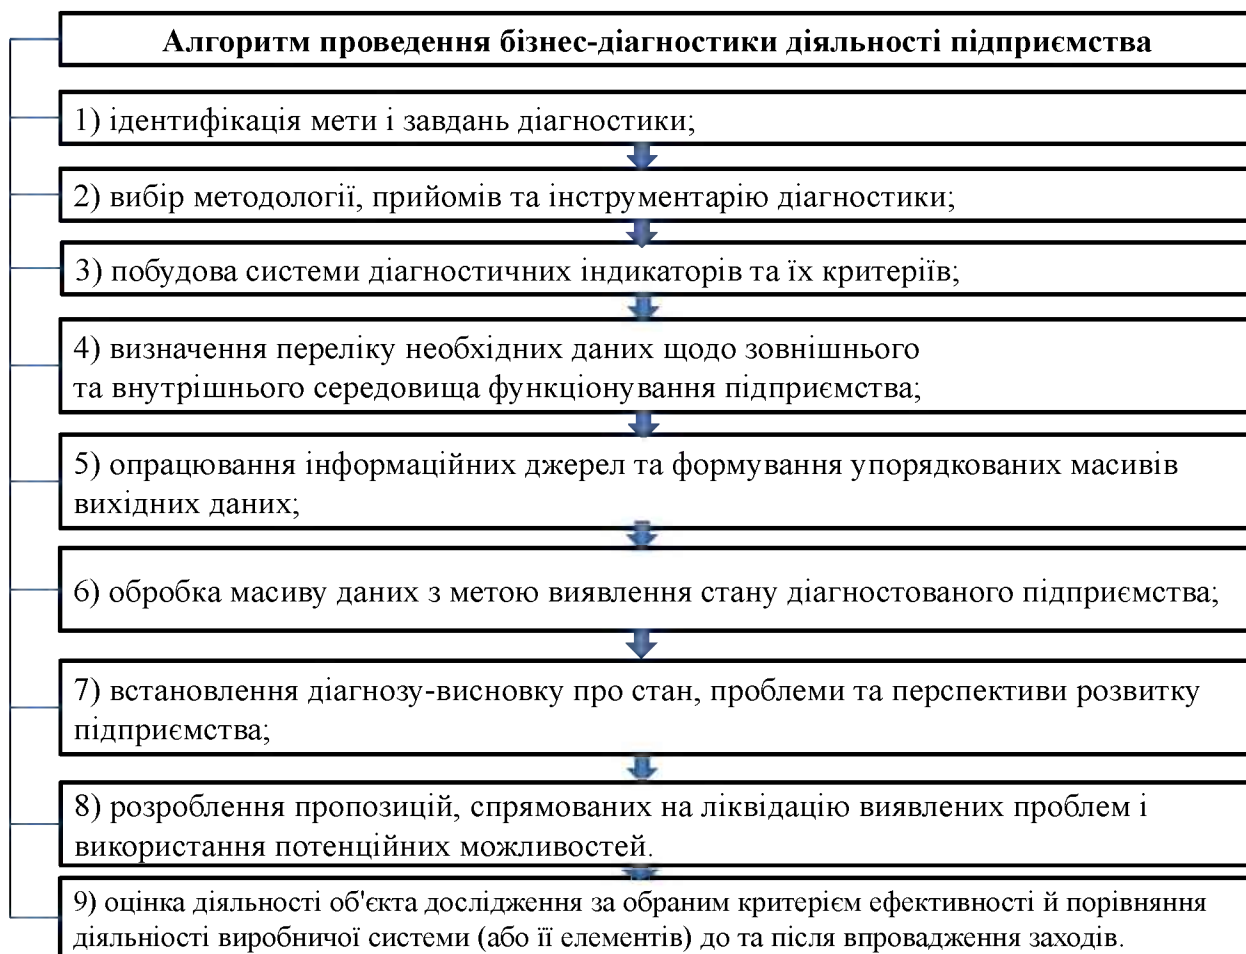 Алгоритм проведення бізнес-діагностики діяльності підприємства
1) ідентифікація мети і завдань діагностики;
2) вибір методології, прийомів та інструментарію діагностики;
3) побудова системи діагностичних індикаторів та їх критеріїв;
4) визначення переліку необхідних даних щодо зовнішнього
та внутрішнього середовища функціонування підприємства;
5) опрацювання інформаційних джерел та формування упорядкованих масивів
вихідних даних;
6) обробка масиву даних з метою виявлення стану діагностованого підприємства;
7) встановлення діагнозу-висновку про стан, проблеми та перспективи розвитку
підприємства;
8) розроблення пропозицій, спрямованих на ліквідацію виявлених проблем і
використання потенційних можливостей.
9) оцінка діяльності об'єкта дослідження за обраним критерієм ефективності й порівняння
діяльніості виробничої системи (або її елементів) до та після впровадження заходів.